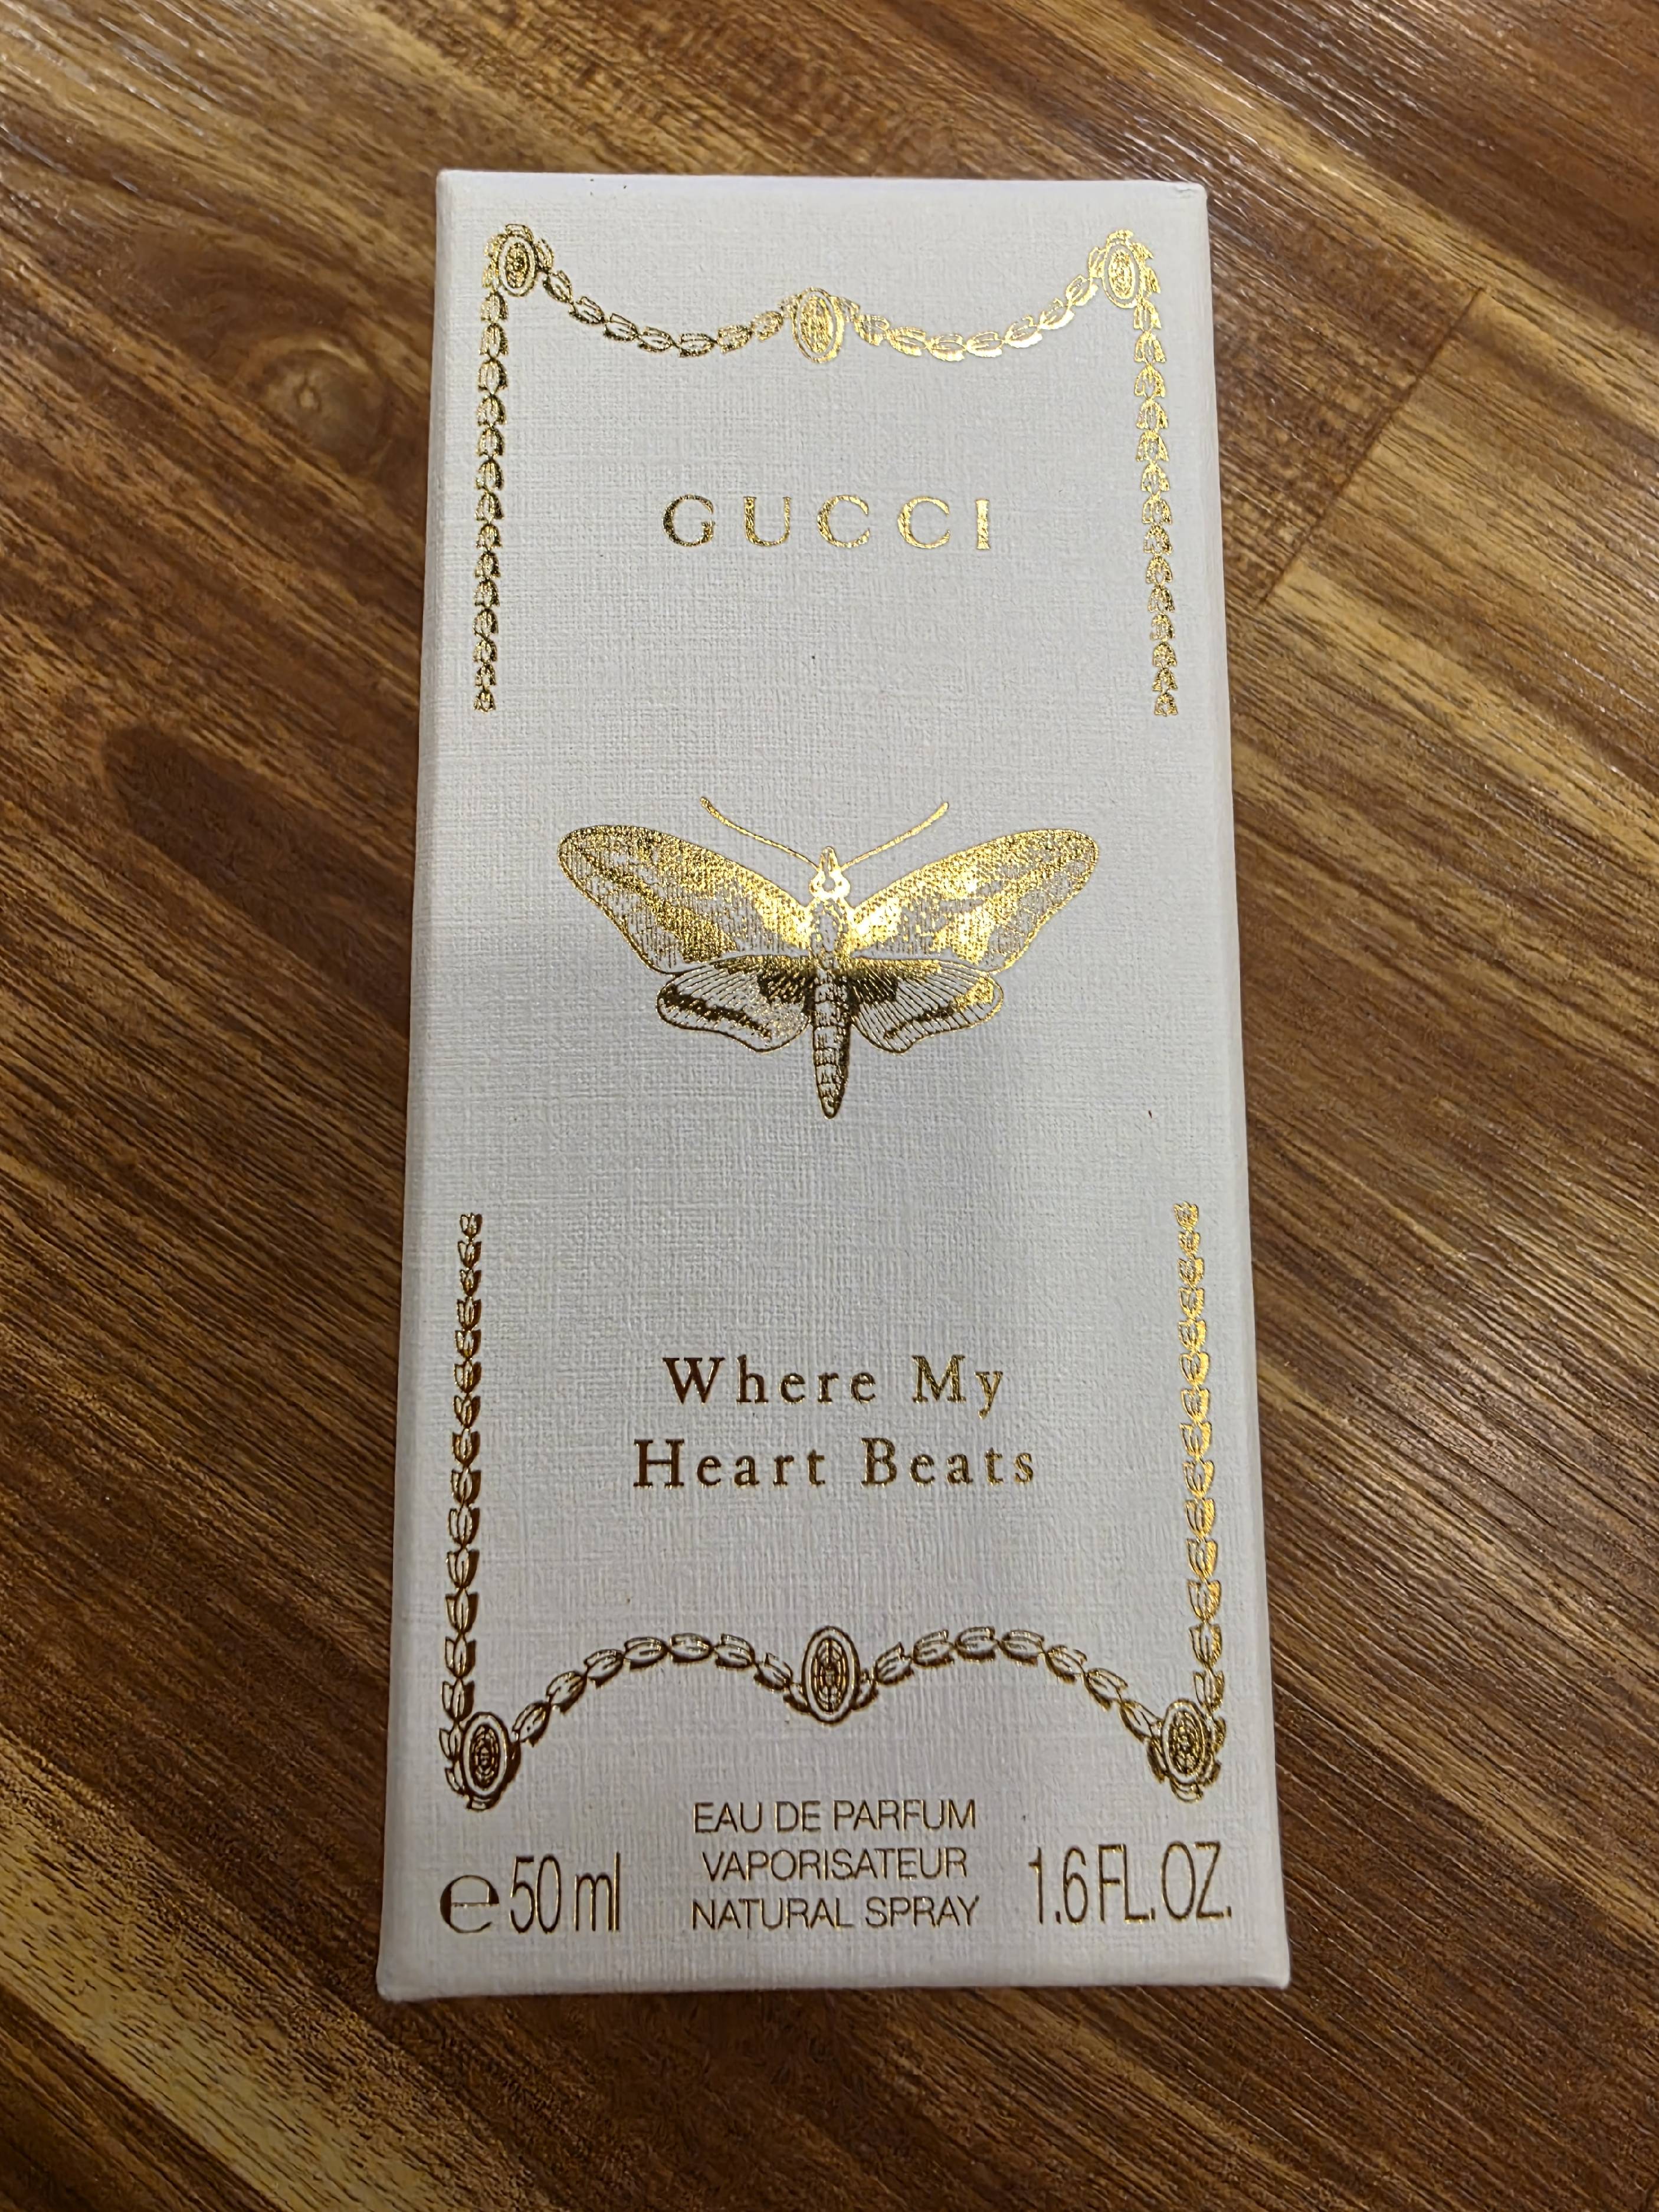 GUCCI
Where My
Heart Beats
EAU DE PARFUM
VAPORISATEUR
NATURAL SPRAY
℮ 50 ml
1.6 FL.OZ.